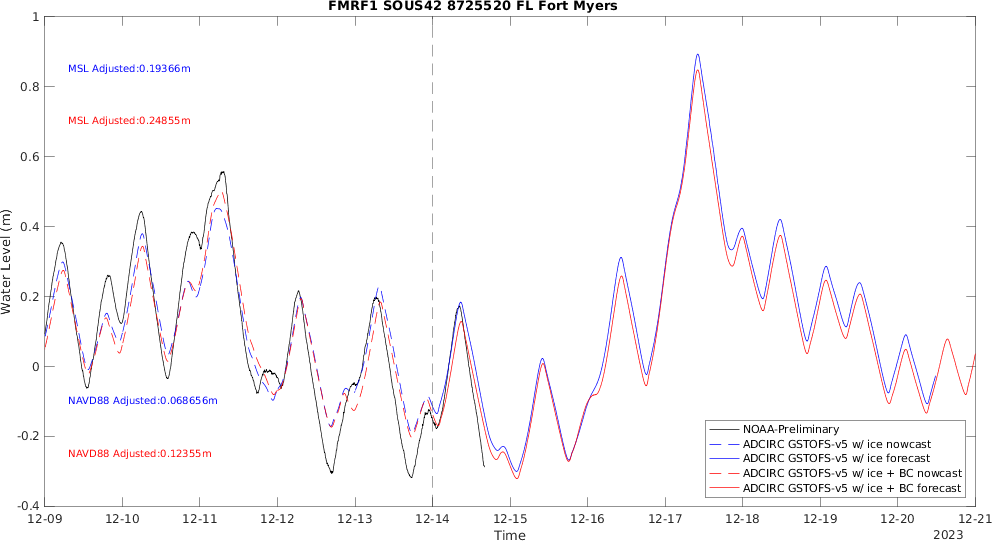 FMRF1 SOUS42 8725520 FL Fort Myers
1
MSL Adjusted:0.19366m
0.8
MSL Adjusted:0.24855m
0.6
0.4
Water Level (m)
0.2
0
NAVD88 Adjusted:0.068656m
-0.2
NAVD88 Adjusted:0.12355m
-0.4
NOAA-Preliminary
ADCIRC GSTOFS-v5 w/ ice nowcast
ADCIRC GSTOFS-v5 w/ ice forecast
ADCIRC GSTOFS-v5 w/ ice + BC nowcast
ADCIRC GSTOFS-v5 w/ ice + BC forecast
12-09 12-10 12-11 12-12 12-13 12-14 12-15 12-16 12-17 12-18 12-19 12-20 12-21
Time
2023